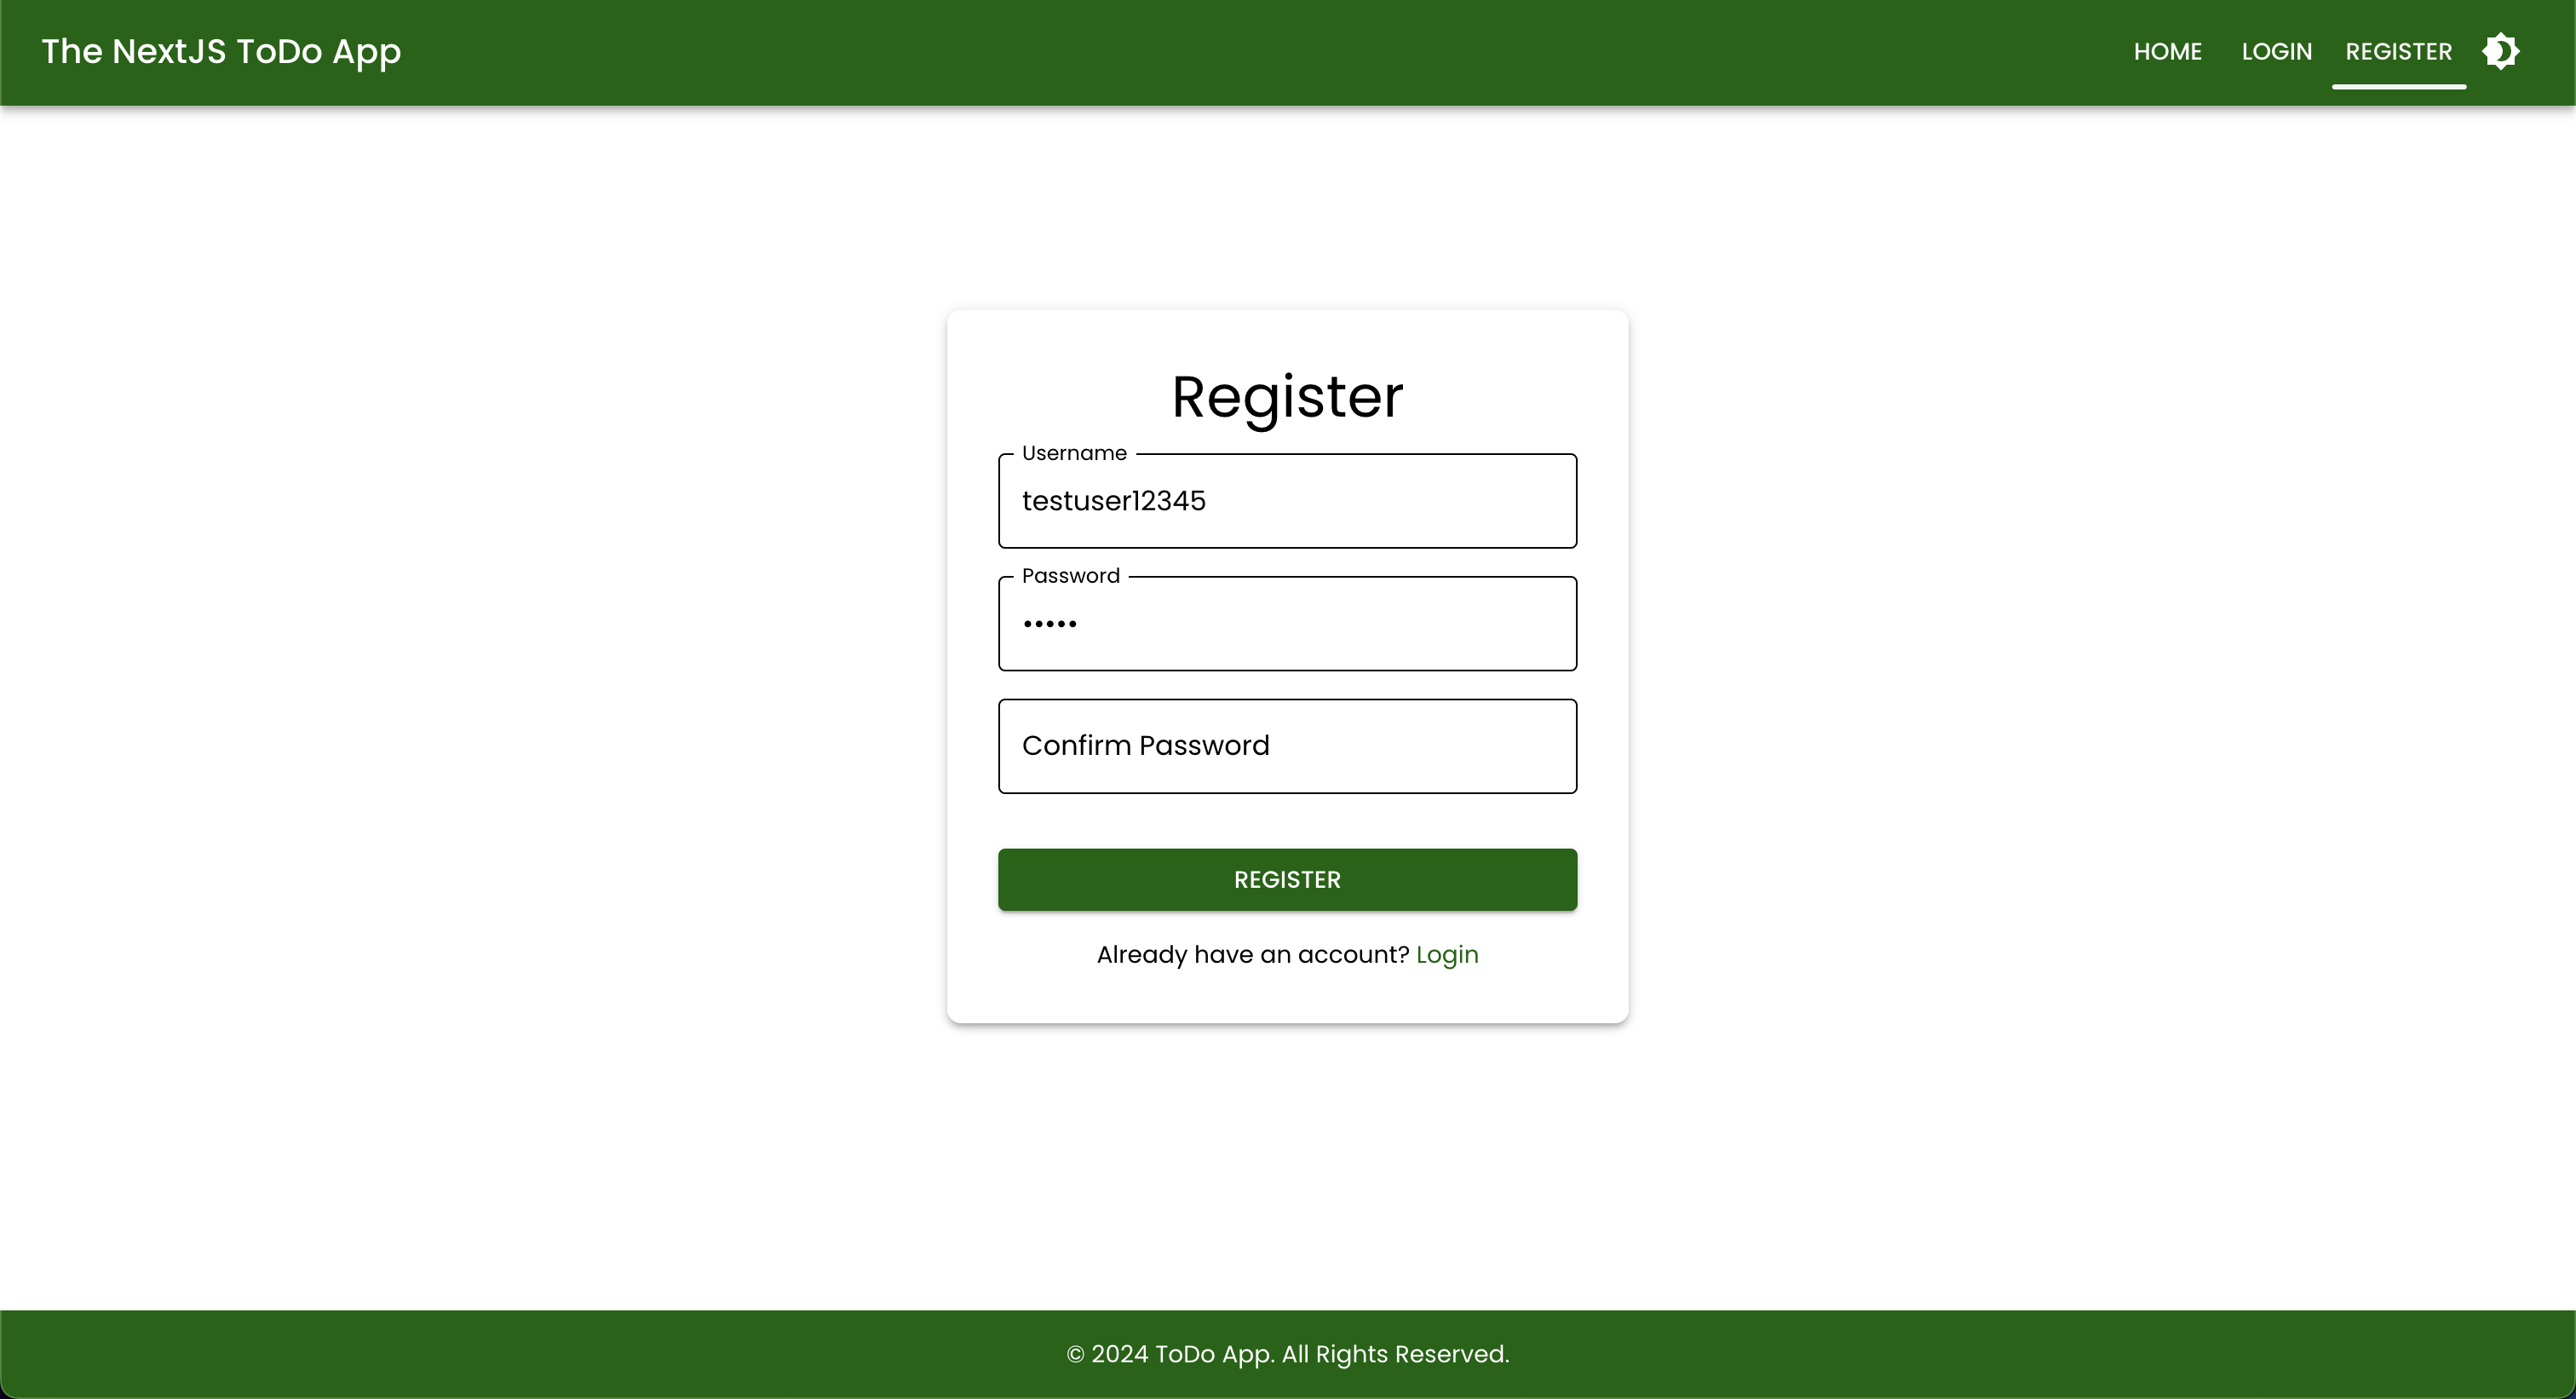 The NextJS ToDo App
HOME LOGIN REGISTER
Register
Username
testuser12345
Password
•••••
Confirm Password
REGISTER
Already have an account? Login
© 2024 ToDo App. All Rights Reserved.